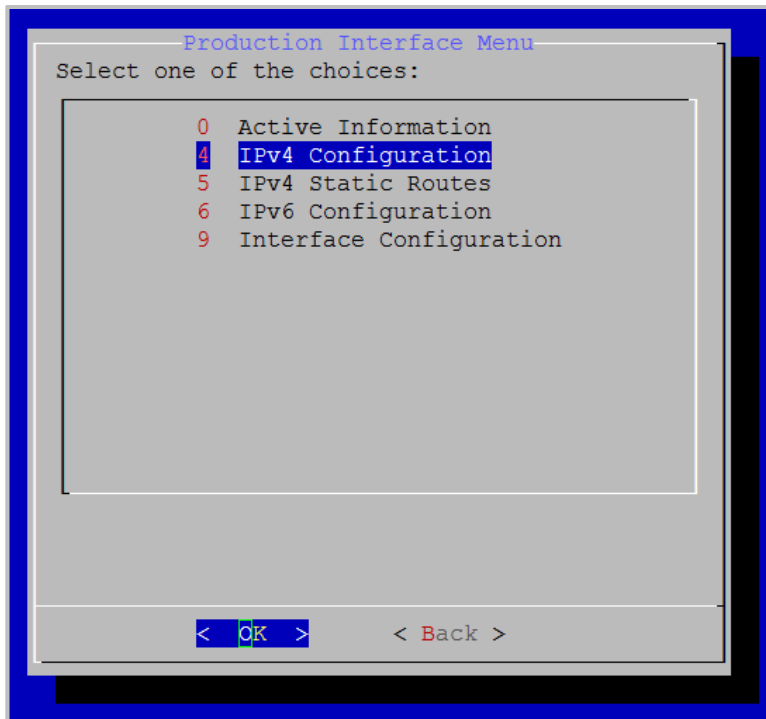 Production Interface Menu
Select one of the choices:
0 Active Information
4 IPv4 Configuration
5 IPv4 Static Routes
6 IPv6 Configuration
9 Interface Configuration
< OK > < Back >